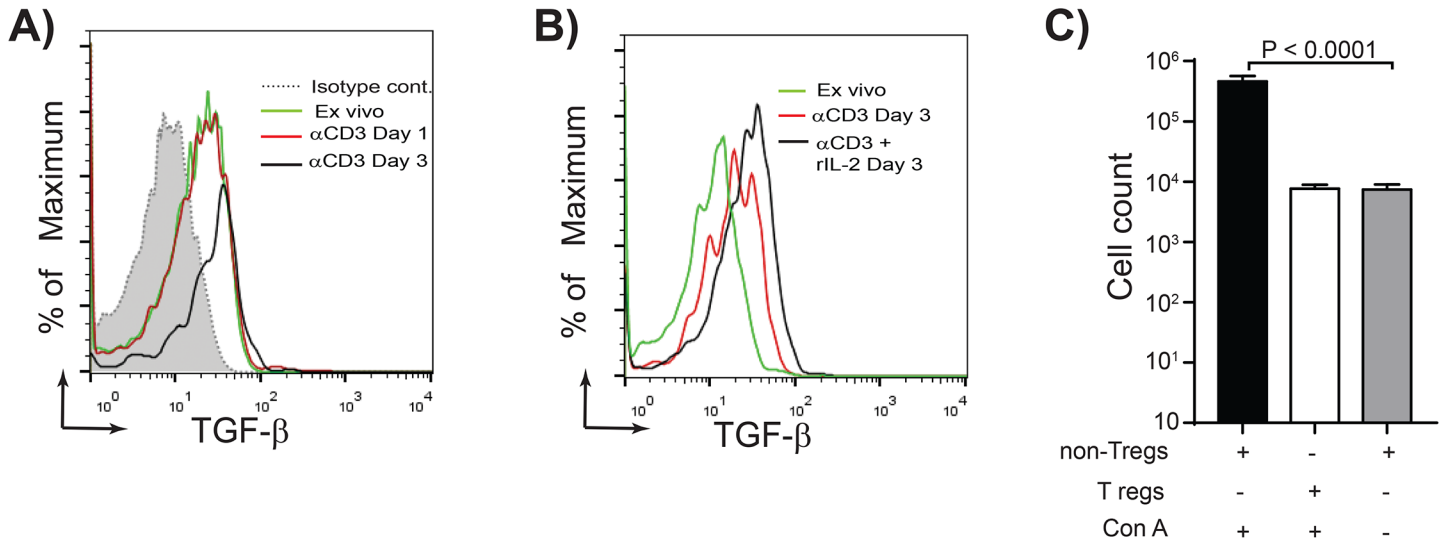 A)
% of Maximum
Isotype cont.
Ex vivo
αCD3 Day 1
αCD3 Day 3
10⁰ 10¹ 10² 10³ 10⁴
TGF-β
B)
% of Maximum
Ex vivo
αCD3 Day 3
αCD3 +
rIL-2 Day 3
10⁰ 10¹ 10² 10³ 10⁴
TGF-β
C)
P < 0.0001
Cell count
10⁶
10⁵
10⁴
10³
10²
10¹
10
non-Tregs + - +
T regs - + -
Con A + + -